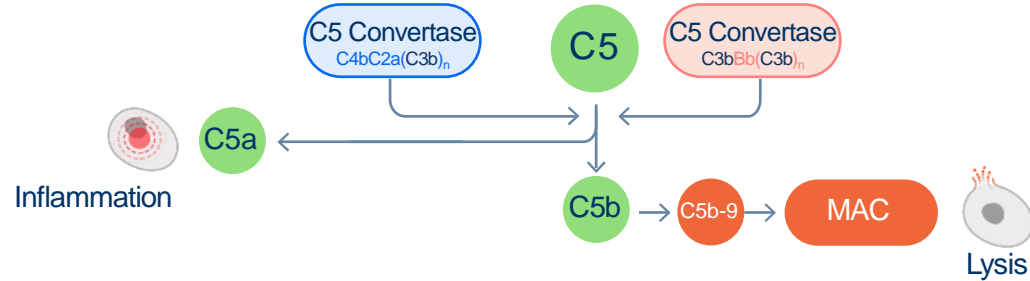 C5 Convertase
C4bC2a(C3b)n
C5
C5 Convertase
C3bBb(C3b)n
C5a
Inflammation
C5b
C5b-9
MAC
Lysis